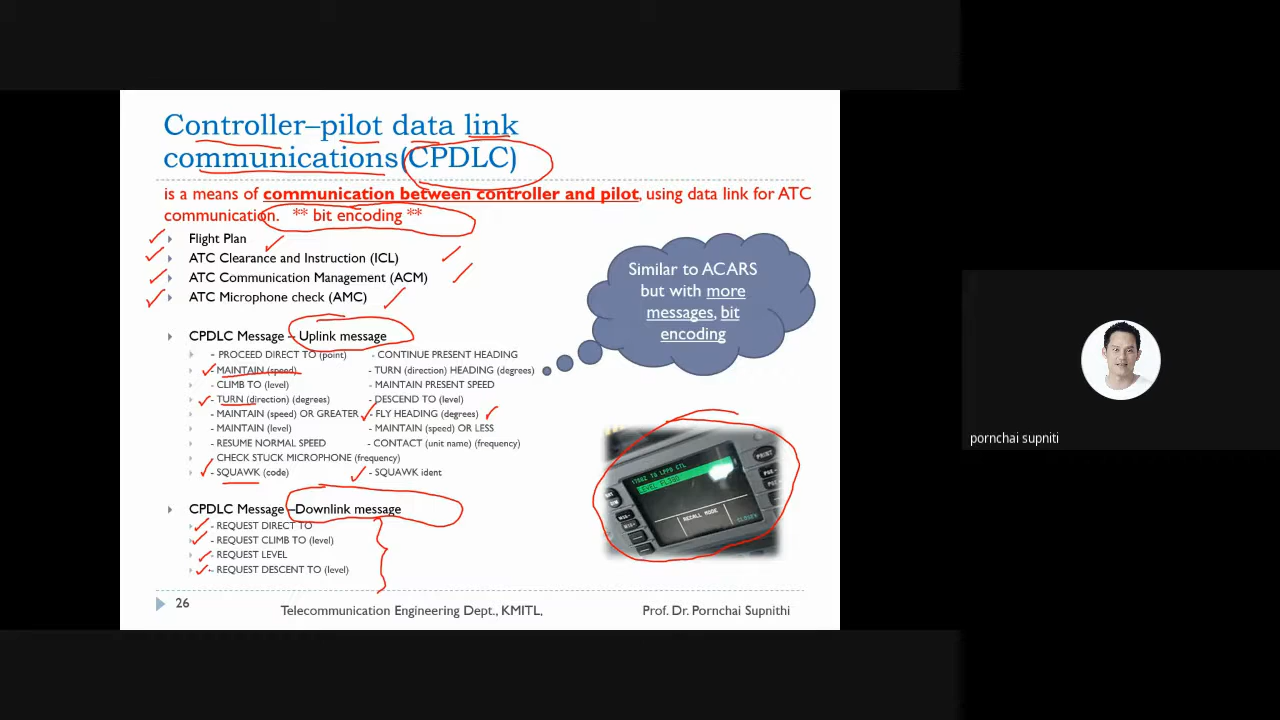 Controller–pilot data link
communications(CPDLC)
is a means of communication between controller and pilot, using data link for ATC
communication. ** bit encoding **
Flight Plan
ATC Clearance and Instruction (ICL)
ATC Communication Management (ACM)
ATC Microphone check (AMC)
Similar to ACARS
but with more
messages, bit
encoding
CPDLC Message – Uplink message
- PROCEED DIRECT TO (point) - CONTINUE PRESENT HEADING
- MAINTAIN (speed) - TURN (direction) HEADING (degrees)
- CLIMB TO (level) - MAINTAIN PRESENT SPEED
- TURN (direction) (degrees) - DESCEND TO (level)
- MAINTAIN (speed) OR GREATER - FLY HEADING (degrees)
- MAINTAIN (level) - MAINTAIN (speed) OR LESS
- RESUME NORMAL SPEED - CONTACT (unit name) (frequency)
- CHECK STUCK MICROPHONE (frequency)
- SQUAWK (code) - SQUAWK ident
CPDLC Message –Downlink message
- REQUEST DIRECT TO
- REQUEST CLIMB TO (level)
- REQUEST LEVEL
- REQUEST DESCENT TO (level)
PRINT
RECALL MODE
26
Telecommunication Engineering Dept., KMITL,
Prof. Dr. Pornchai Supnithi
pornchai supniti